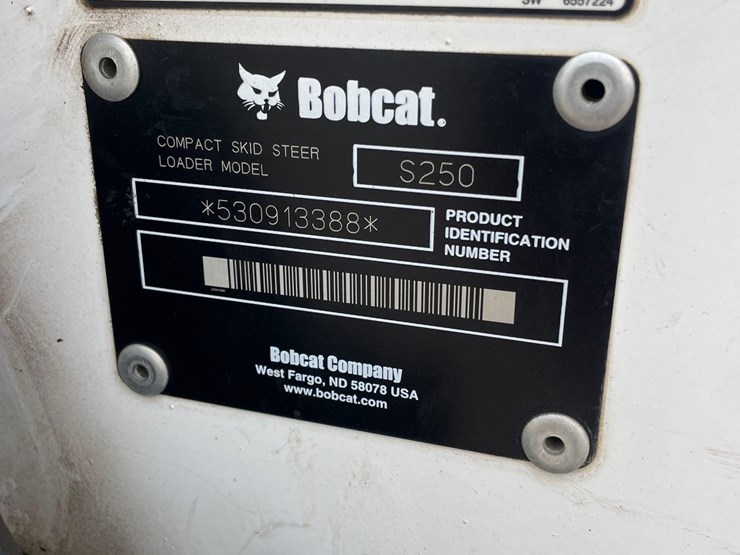 SW 6557224
Bobcat.
COMPACT SKID STEER
LOADER MODEL
S250
*530913388*
PRODUCT
IDENTIFICATION
NUMBER
Bobcat Company
West Fargo, ND 58078 USA
www.bobcat.com